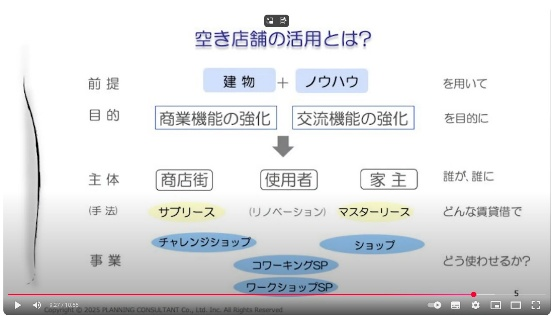 空き店舗の活用とは?
前提 建物 + ノウハウ を用いて
目的 商業機能の強化 交流機能の強化 を目的に
主体 商店街 使用者 家主 誰が、誰に
(手法) サブリース (リノベーション) マスターリース どんな賃貸借で
チャレンジショップ ショップ
事業 コワーキングSP どう使わせるか?
ワークショップSP
5
Copyright © 2023 PLANNING CONSULTANT Co., Ltd. Inc. All Rights Reserved